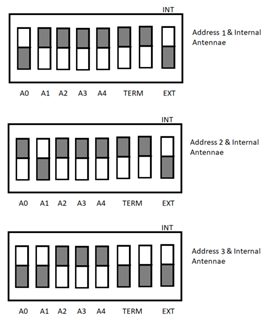 INT
Address 1 & Internal
Antennae
A0 A1 A2 A3 A4 TERM EXT
INT
Address 2 & Internal
Antennae
A0 A1 A2 A3 A4 TERM EXT
INT
Address 3 & Internal
Antennae
A0 A1 A2 A3 A4 TERM EXT